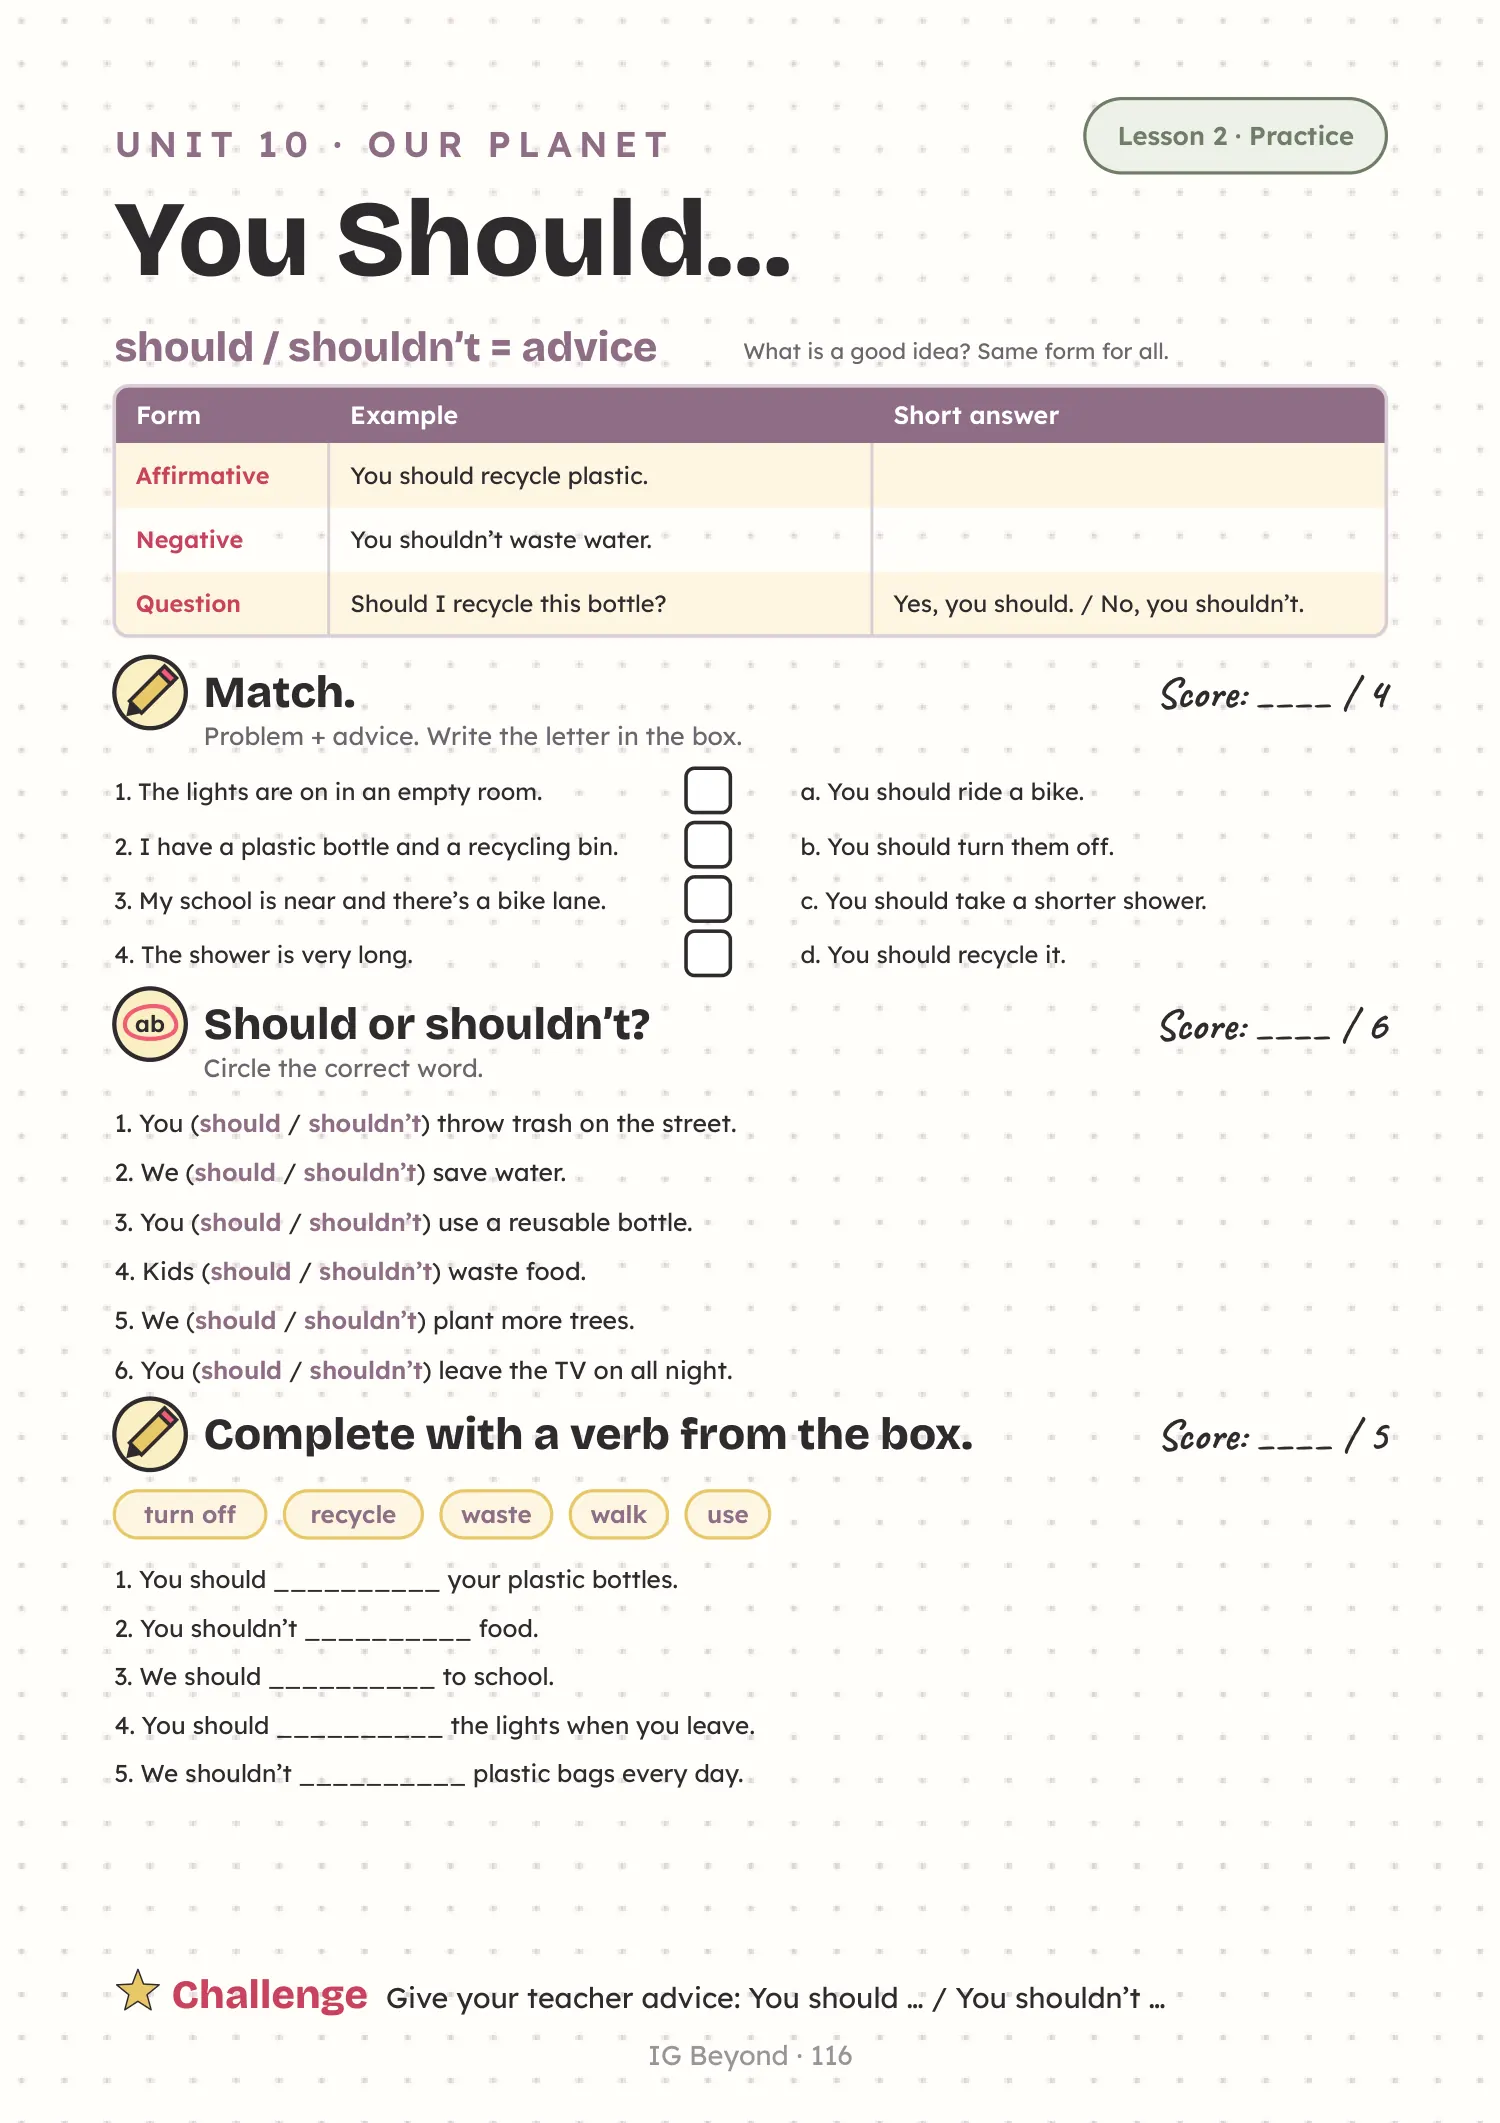 UNIT 10 · OUR PLANET
Lesson 2 · Practice
You Should...
should / shouldn’t = advice
What is a good idea? Same form for all.
Form Example Short answer
Affirmative You should recycle plastic.
Negative You shouldn’t waste water.
Question Should I recycle this bottle? Yes, you should. / No, you shouldn’t.
Match.
Score: ____ / 4
Problem + advice. Write the letter in the box.
1. The lights are on in an empty room. a. You should ride a bike.
2. I have a plastic bottle and a recycling bin. b. You should turn them off.
3. My school is near and there’s a bike lane. c. You should take a shorter shower.
4. The shower is very long. d. You should recycle it.
ab
Should or shouldn’t?
Score: ____ / 6
Circle the correct word.
1. You (should / shouldn’t) throw trash on the street.
2. We (should / shouldn’t) save water.
3. You (should / shouldn’t) use a reusable bottle.
4. Kids (should / shouldn’t) waste food.
5. We (should / shouldn’t) plant more trees.
6. You (should / shouldn’t) leave the TV on all night.
Complete with a verb from the box.
Score: ____ / 5
turn off recycle waste walk use
1. You should __________ your plastic bottles.
2. You shouldn’t __________ food.
3. We should __________ to school.
4. You should __________ the lights when you leave.
5. We shouldn’t __________ plastic bags every day.
Challenge Give your teacher advice: You should ... / You shouldn’t ...
IG Beyond · 116